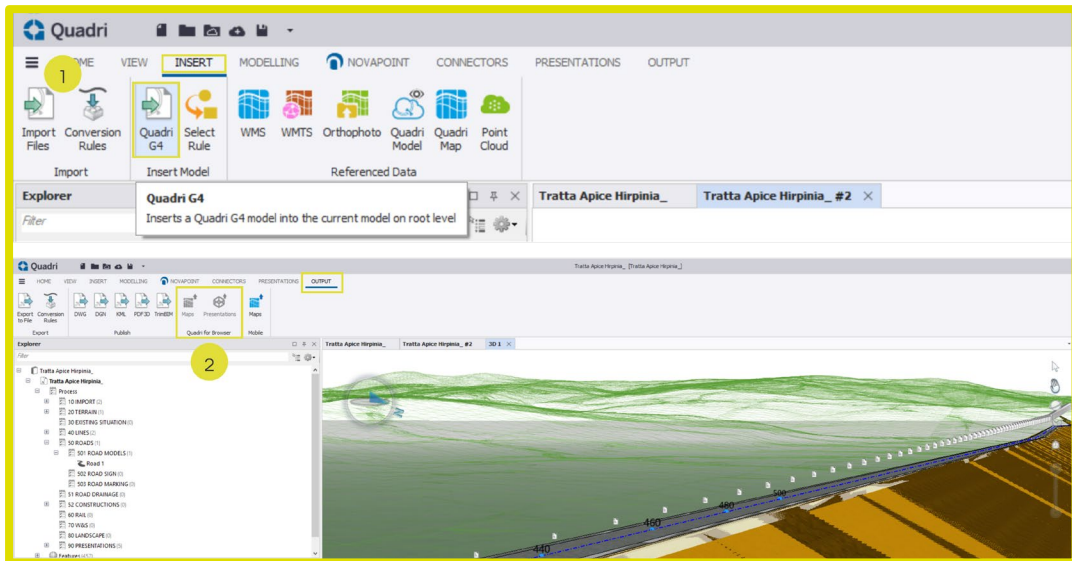 Quadri
HOME VIEW INSERT MODELLING NOVAPOINT CONNECTORS PRESENTATIONS OUTPUT
1
Import Files
Conversion Rules
Quadri G4
Select Rule
WMS
WMTS
Orthophoto
Quadri Model
Quadri Map
Point Cloud
Import
Insert Model
Referenced Data
Explorer
Tratta Apice Hirpinia_
Tratta Apice Hirpinia_ #2
Filter
Quadri G4
Inserts a Quadri G4 model into the current model on root level
Quadri
Tratta Apice Hirpinia_ [Tratta Apice Hirpinia_]
HOME VIEW INSERT MODELLING NOVAPOINT CONNECTORS PRESENTATIONS OUTPUT
Export to File
Conversion Rules
DWG
DGN
KML
PDF3D
TrimBIM
Maps
Presentations
Maps
Export
Publish
Quadri for Browser
Mobile
2
Explorer
Tratta Apice Hirpinia_
Tratta Apice Hirpinia_ #2
3D 1
Filter
Tratta Apice Hirpinia_
Tratta Apice Hirpinia_
Process
10 IMPORT (2)
20 TERRAIN (1)
30 EXISTING SITUATION (0)
40 LINES (2)
50 ROADS (1)
501 ROAD MODELS (1)
Road 1
502 ROAD SIGN (0)
503 ROAD MARKING (0)
51 ROAD DRAINAGE (0)
52 CONSTRUCTIONS (0)
60 RAIL (0)
70 W&S (0)
80 LANDSCAPE (0)
90 PRESENTATIONS (5)
Features (457)
N
500
480
460
440